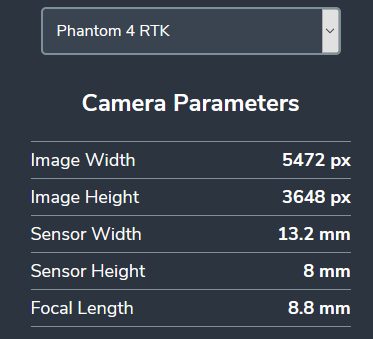 Phantom 4 RTK
Camera Parameters
Image Width 5472 px
Image Height 3648 px
Sensor Width 13.2 mm
Sensor Height 8 mm
Focal Length 8.8 mm